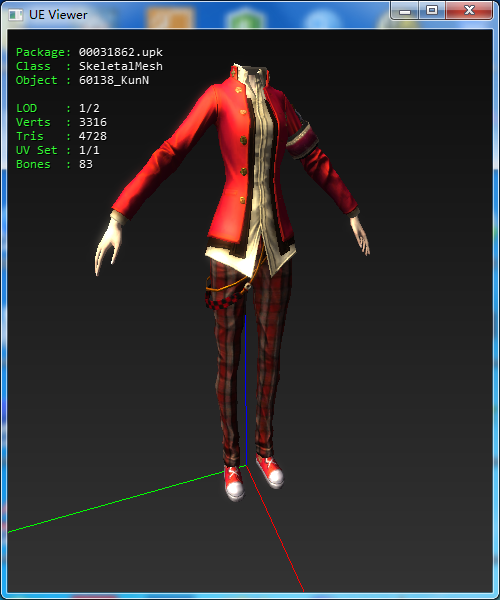 UE Viewer
Package: 00031862.upk
Class : SkeletalMesh
Object : 60138_KunN
LOD : 1/2
Verts : 3316
Tris : 4728
UV Set : 1/1
Bones : 83